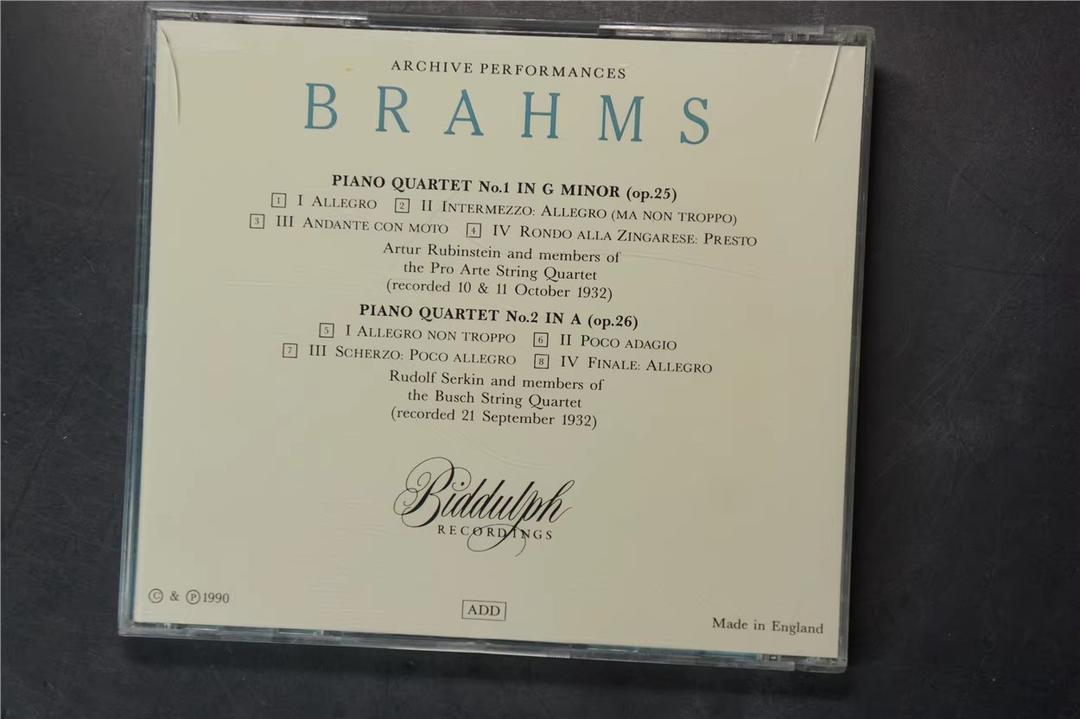 ARCHIVE PERFORMANCES
BRAHMS
PIANO QUARTET No.1 IN G MINOR (op.25)
1 I ALLEGRO 2 II INTERMEZZO: ALLEGRO (MA NON TROPPO)
3 III ANDANTE CON MOTO 4 IV RONDO ALLA ZINGARESE: PRESTO
Artur Rubinstein and members of
the Pro Arte String Quartet
(recorded 10 & 11 October 1932)
PIANO QUARTET No.2 IN A (op.26)
5 I ALLEGRO NON TROPPO 6 II POCO ADAGIO
7 III SCHERZO: POCO ALLEGRO 8 IV FINALE: ALLEGRO
Rudolf Serkin and members of
the Busch String Quartet
(recorded 21 September 1932)
Biddulph
RECORDINGS
© & ℗ 1990
ADD
Made in England